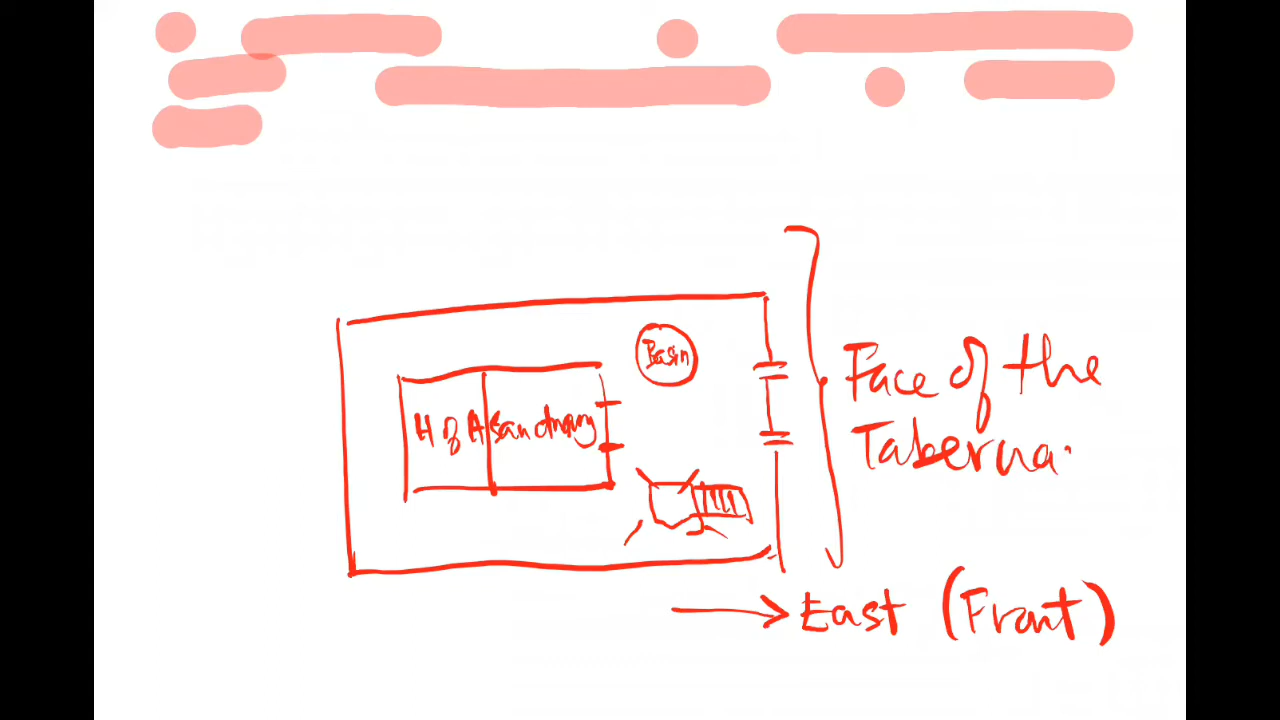 Basin
H of A Sanctuary
Face of the
Taberna
East (Front)